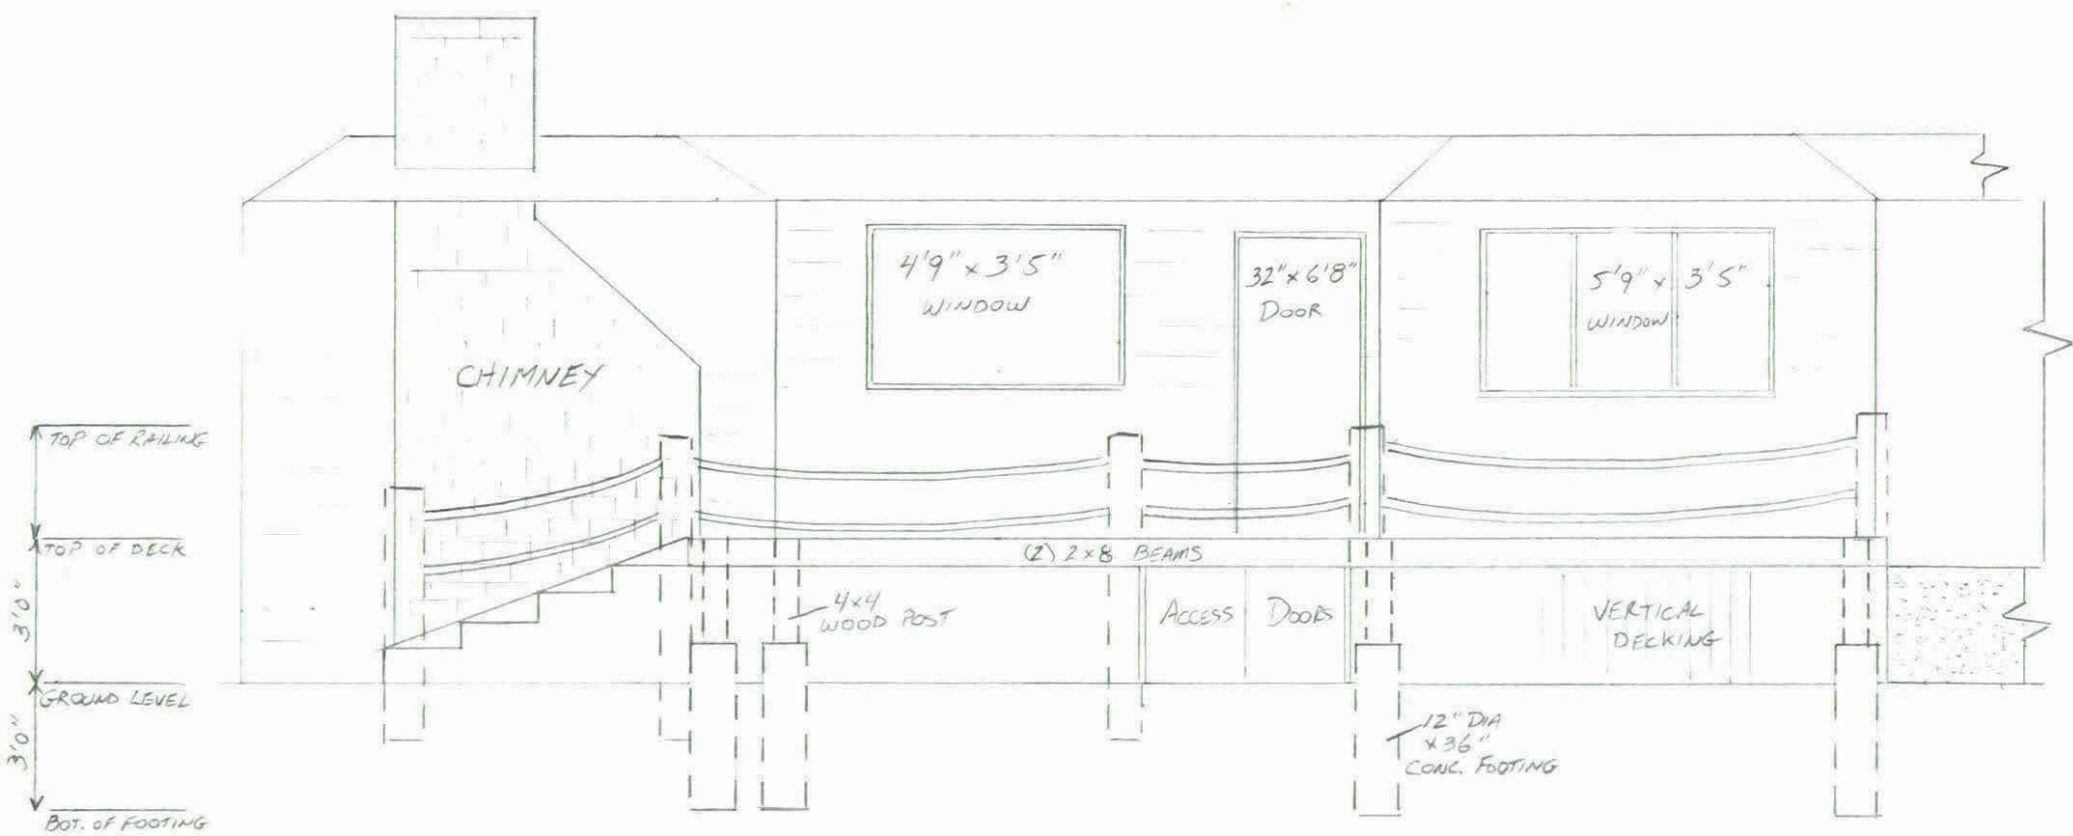 4'9" x 3'5"
WINDOW
32" x 6'8"
DOOR
5'9" x 3'5"
WINDOW
CHIMNEY
TOP OF RAILING
TOP OF DECK
3'0"
GROUND LEVEL
3'0"
BOT. OF FOOTING
(2) 2x8 BEAMS
4x4
WOOD POST
ACCESS DOORS
VERTICAL
DECKING
12" DIA
x 36"
CONC. FOOTING